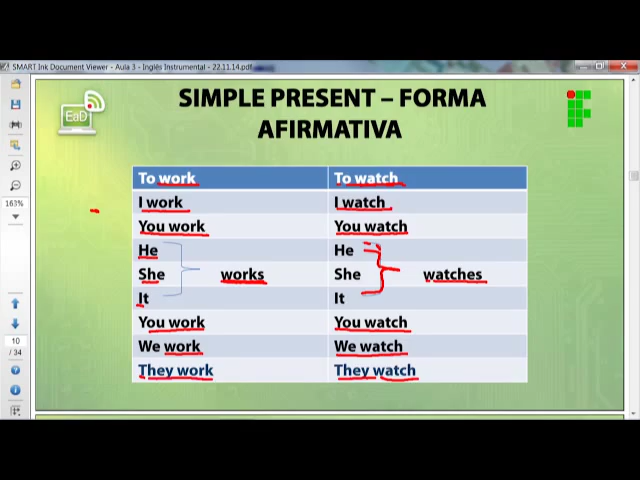 SMART Ink Document Viewer - Aula 3 - Inglês Instrumental - 22.11.14.pdf
EaD
SIMPLE PRESENT – FORMA
AFIRMATIVA
163%
To work To watch
I work I watch
You work You watch
He He
She works She watches
It It
You work You watch
We work We watch
They work They watch
10
/ 34